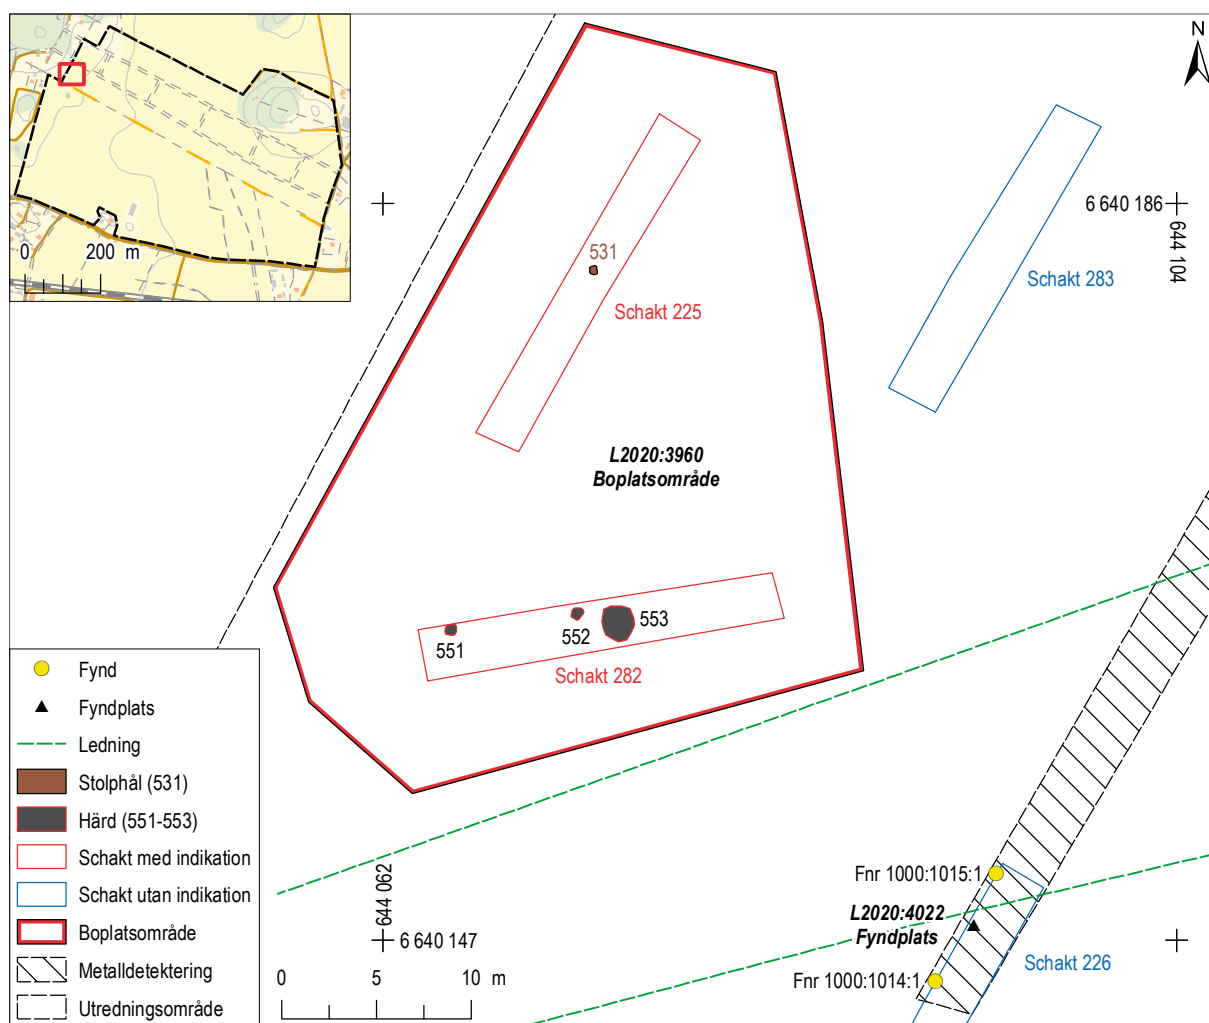 0 200 m
N
6 640 186
644 104
531
Schakt 225
Schakt 283
L2020:3960
Boplatsområde
551
552
553
Schakt 282
Fynd
Fyndplats
Ledning
Stolphål (531)
Härd (551-553)
Schakt med indikation
Schakt utan indikation
Boplatsområde
Metalldetektering
Utredningsområde
644 062
6 640 147
0 5 10 m
Fnr 1000:1015:1
L2020:4022
Fyndplats
Fnr 1000:1014:1
Schakt 226